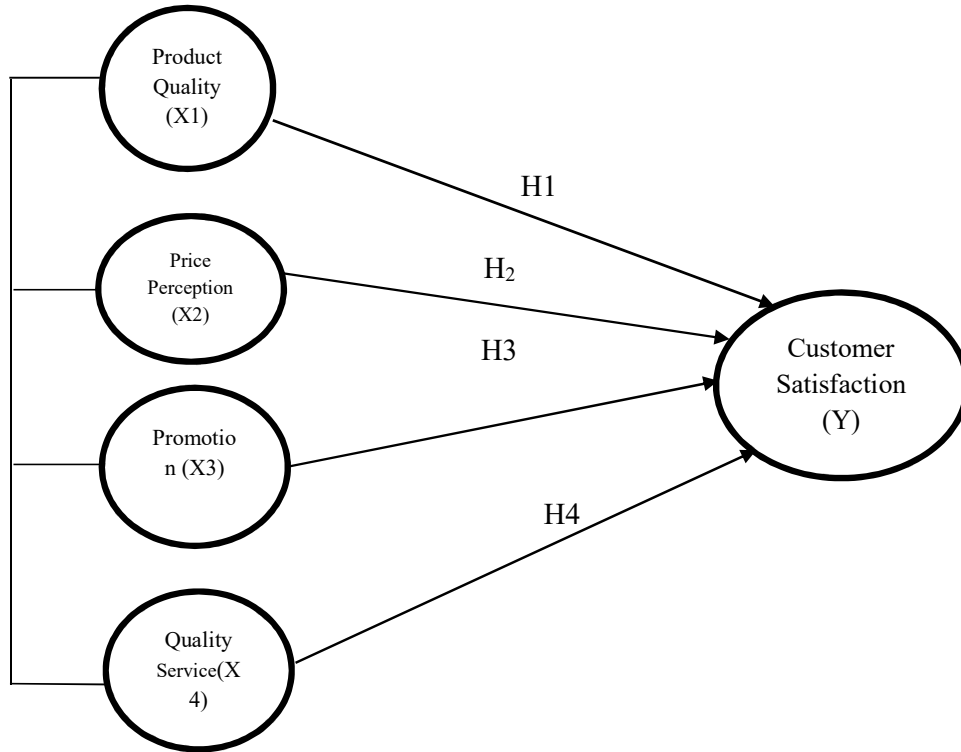 Product
Quality
(X1)
H1
Price
Perception
(X2)
H₂
H3
Customer
Satisfaction
(Y)
Promotio
n (X3)
H4
Quality
Service(X
4)